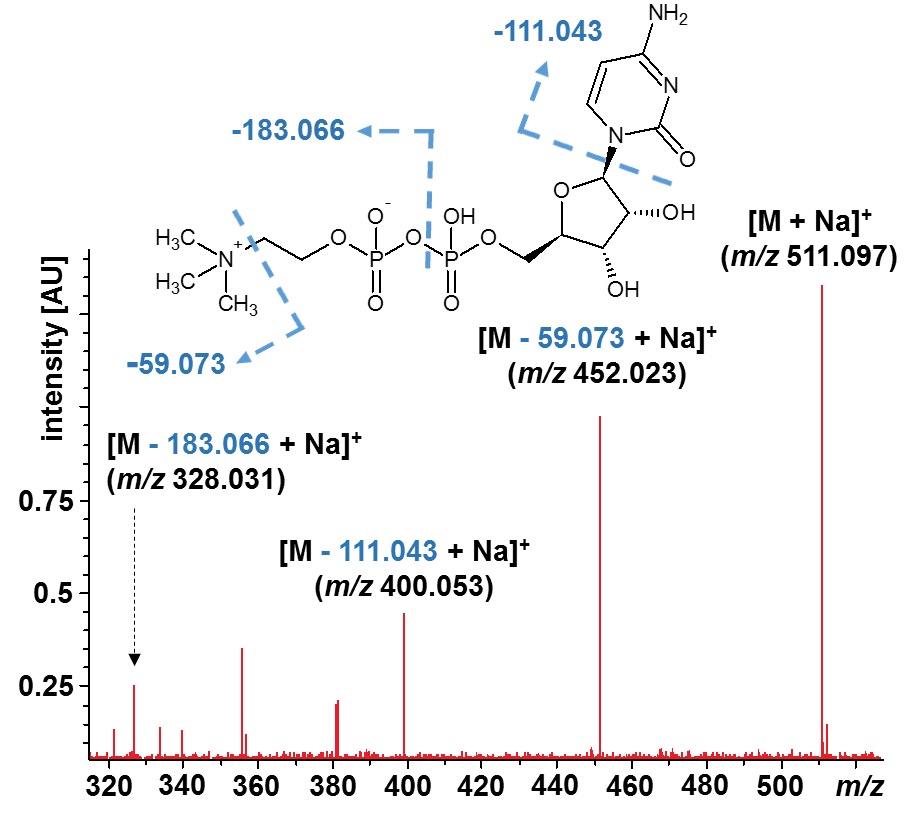 NH₂
-111.043
N
-183.066
N
O
O
O⁻
OH
OH
H₃C
O
O
O
N⁺
P
P
H₃C
CH₃
O
O
OH
[M + Na]⁺
(m/z 511.097)
-59.073
[M - 59.073 + Na]⁺
(m/z 452.023)
intensity [AU]
[M - 183.066 + Na]⁺
(m/z 328.031)
0.75
[M - 111.043 + Na]⁺
(m/z 400.053)
0.5
0.25
320 340 360 380 400 420 440 460 480 500 m/z